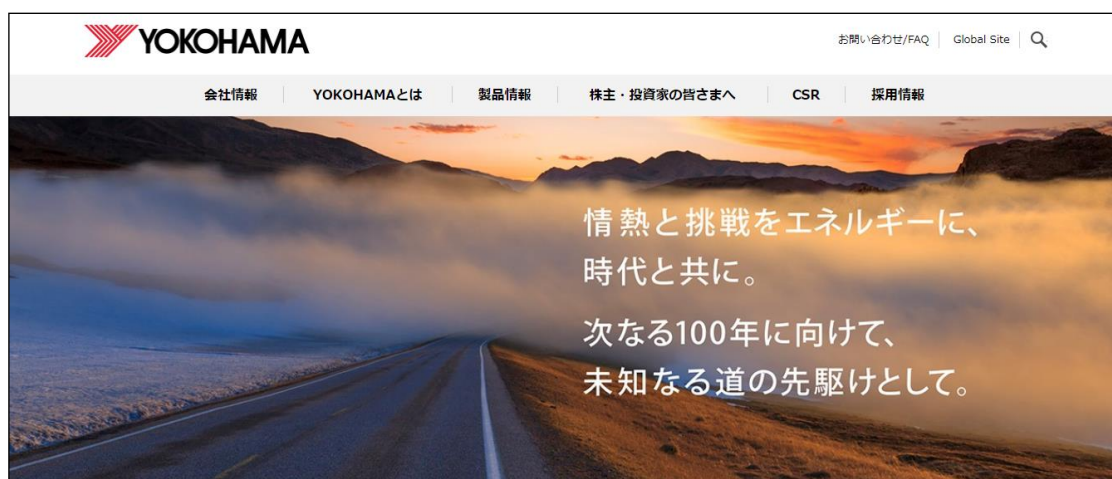 YOKOHAMA
お問い合わせ/FAQ Global Site
会社情報 YOKOHAMAとは 製品情報 株主・投資家の皆さまへ CSR 採用情報
情熱と挑戦をエネルギーに、
時代と共に。
次なる100年に向けて、
未知なる道の先駆けとして。